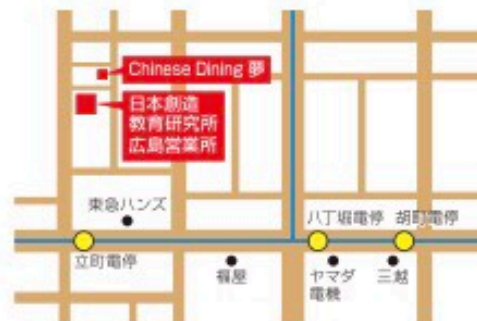 Chinese Dining 夢
日本創造
教育研究所
広島営業所
東急ハンズ
八丁堀電停
胡町電停
立町電停
福屋
ヤマダ
電機
三越